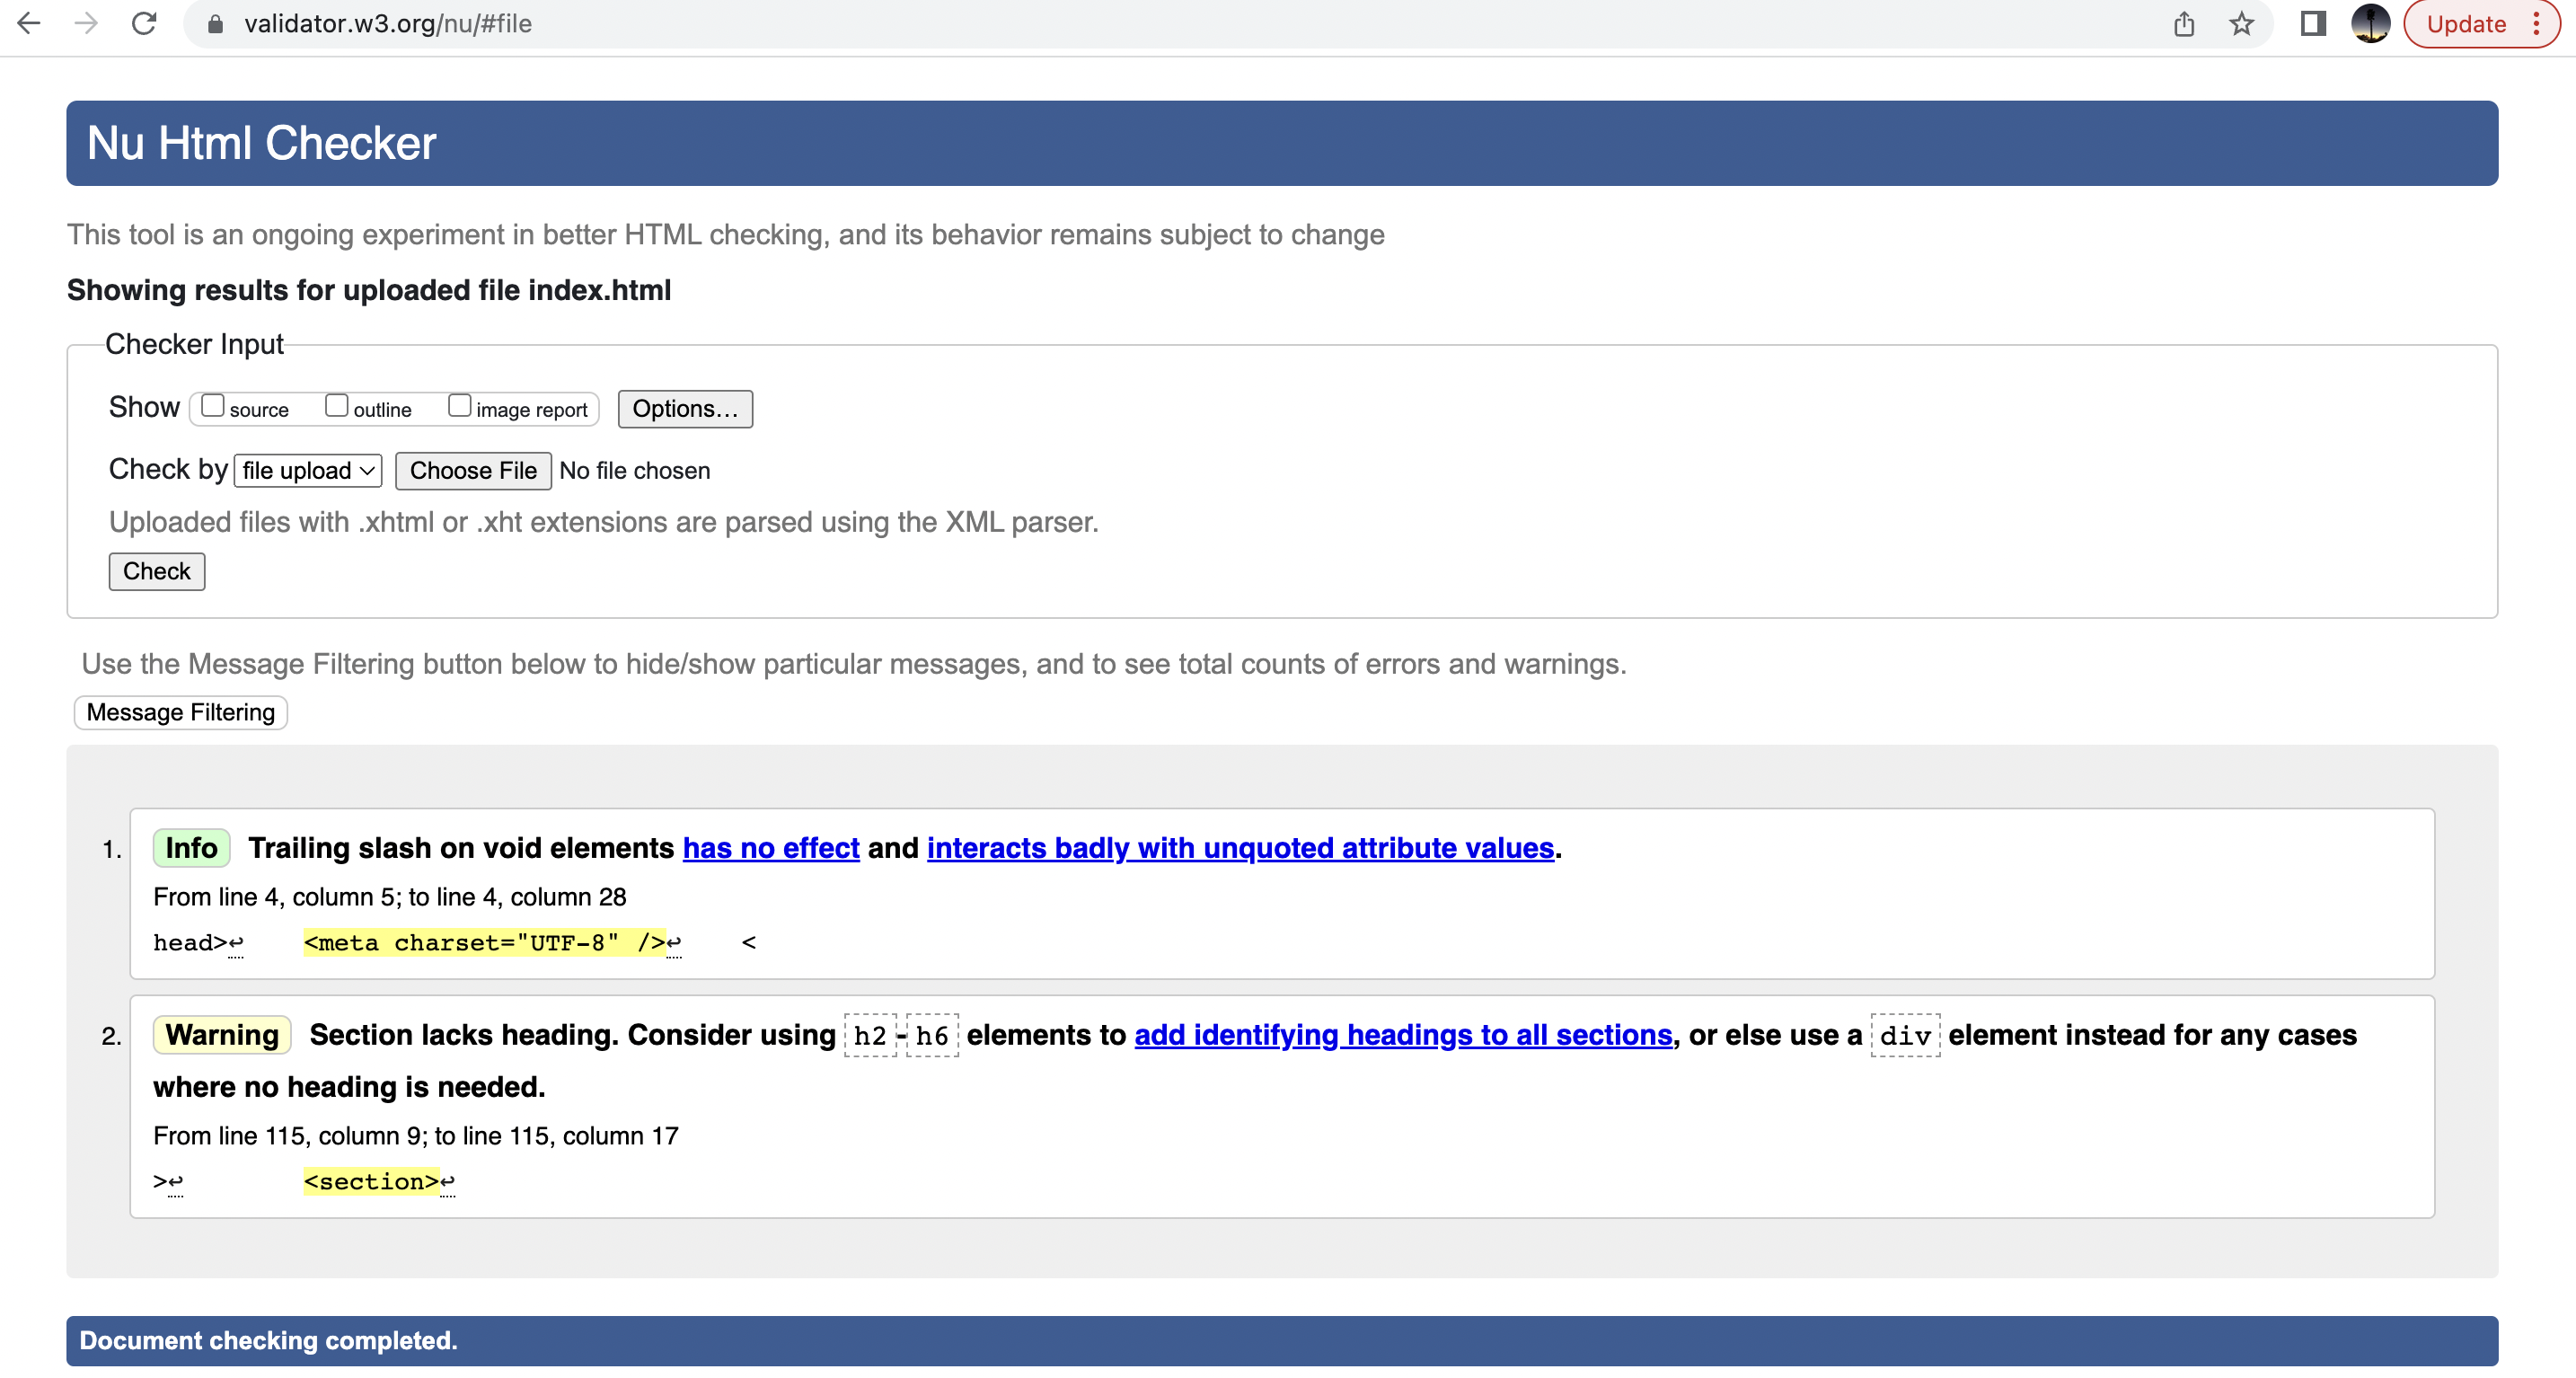 validator.w3.org/nu/#file
Update
Nu Html Checker
This tool is an ongoing experiment in better HTML checking, and its behavior remains subject to change
Showing results for uploaded file index.html
Checker Input
Show source outline image report Options...
Check by file upload Choose File No file chosen
Uploaded files with .xhtml or .xht extensions are parsed using the XML parser.
Check
Use the Message Filtering button below to hide/show particular messages, and to see total counts of errors and warnings.
Message Filtering
1. Info Trailing slash on void elements has no effect and interacts badly with unquoted attribute values.
From line 4, column 5; to line 4, column 28
head>↩ <meta charset="UTF-8" />↩ <
2. Warning Section lacks heading. Consider using h2-h6 elements to add identifying headings to all sections, or else use a div element instead for any cases
where no heading is needed.
From line 115, column 9; to line 115, column 17
>↩ <section>↩
Document checking completed.